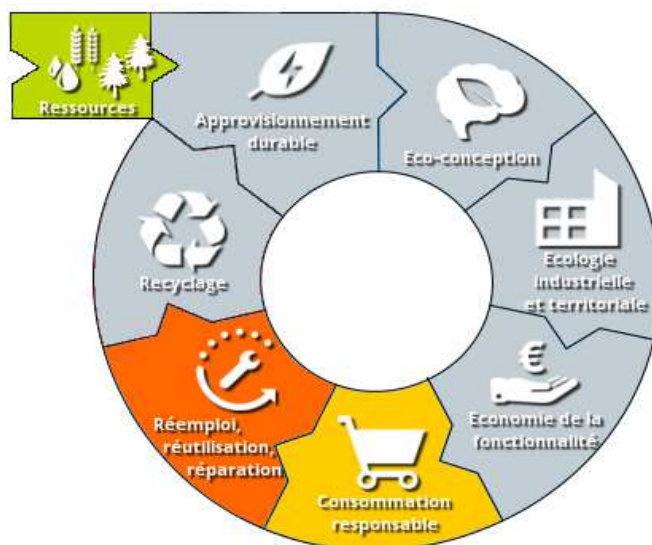 Ressources
Approvisionnement
durable
Eco-conception
Ecologie
industrielle
et territoriale
€
Economie de la
fonctionnalité
Consommation
responsable
Réemploi,
réutilisation,
réparation
Recyclage